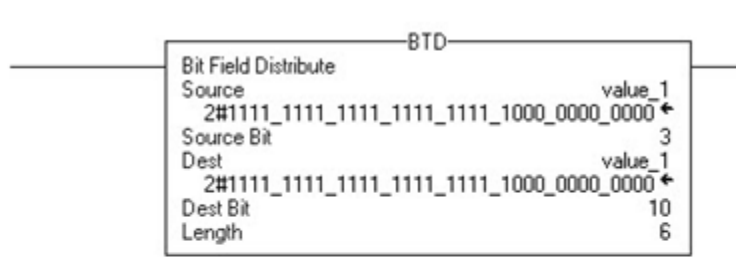 BTD
Bit Field Distribute
Source value_1
2#1111_1111_1111_1111_1111_1000_0000_0000
Source Bit 3
Dest value_1
2#1111_1111_1111_1111_1111_1000_0000_0000
Dest Bit 10
Length 6